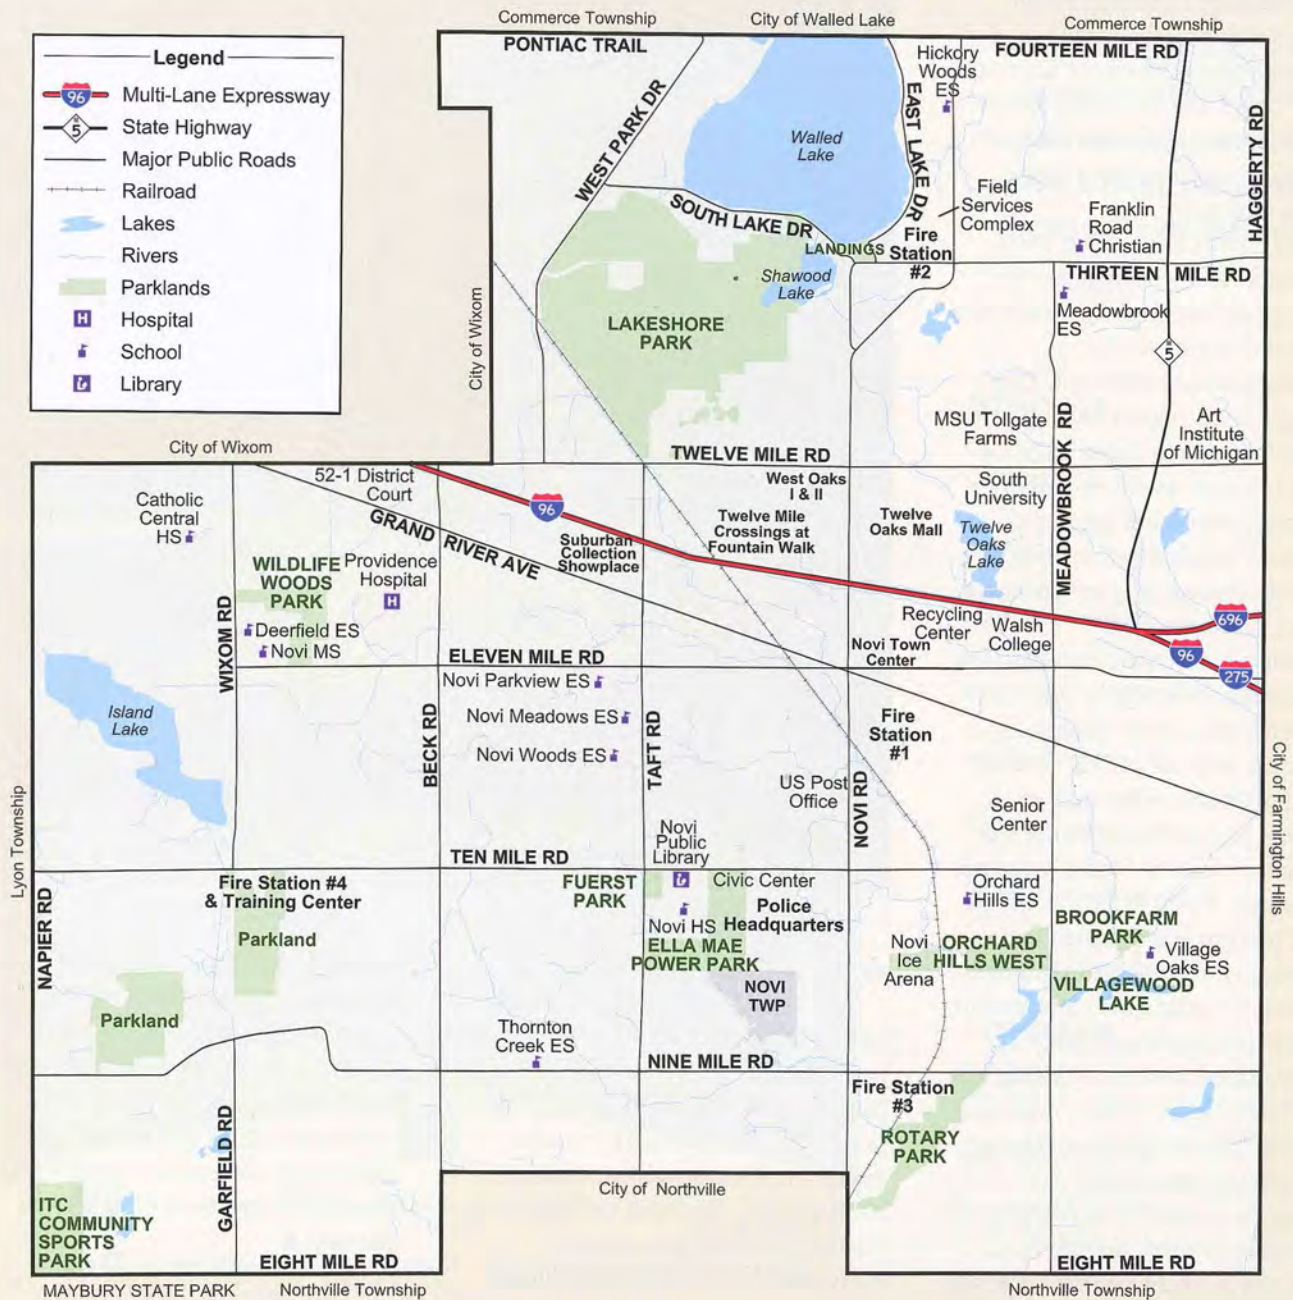 Commerce Township
City of Walled Lake
Commerce Township
Legend
96
Multi-Lane Expressway
5
State Highway
Major Public Roads
Railroad
Lakes
Rivers
Parklands
H
Hospital
School
Library
PONTIAC TRAIL
FOURTEEN MILE RD
Hickory
Woods
ES
WEST PARK DR
EAST LAKE DR
HAGGERTY RD
Walled
Lake
SOUTH LAKE DR
Field
Services
Complex
Franklin
Road
Christian
LANDINGS
Fire
Station
#2
THIRTEEN MILE RD
Shawood
Lake
Meadowbrook
ES
LAKESHORE
PARK
City of Wixom
5
MSU Tollgate
Farms
MEADOWBROOK RD
Art
Institute
of Michigan
City of Wixom
TWELVE MILE RD
52-1 District
Court
West Oaks
I & II
South
University
Catholic
Central
HS
96
GRAND RIVER AVE
Twelve Mile
Crossings at
Fountain Walk
Twelve
Oaks Mall
Twelve
Oaks
Lake
Suburban
Collection
Showplace
WILDLIFE
WOODS
PARK
Providence
Hospital
H
Recycling
Center
Walsh
College
696
96
275
Deerfield ES
Novi MS
WIXOM RD
Novi Town
Center
ELEVEN MILE RD
Novi Parkview ES
Novi Meadows ES
Novi Woods ES
BECK RD
TAFT RD
Island
Lake
Fire
Station
#1
US Post
Office
NOVI RD
Senior
Center
City of Farmington Hills
Lyon Township
Novi
Public
Library
TEN MILE RD
Fire Station #4
& Training Center
FUERST
PARK
Civic Center
Orchard
Hills ES
NAPIER RD
Parkland
Novi HS
Police
Headquarters
BROOKFARM
PARK
ELLA MAE
POWER PARK
Novi
Ice
Arena
ORCHARD
HILLS WEST
Village
Oaks ES
NOVI
TWP
VILLAGEWOOD
LAKE
Parkland
Thornton
Creek ES
NINE MILE RD
Fire Station
#3
GARFIELD RD
ROTARY
PARK
City of Northville
ITC
COMMUNITY
SPORTS
PARK
EIGHT MILE RD
EIGHT MILE RD
MAYBURY STATE PARK
Northville Township
Northville Township